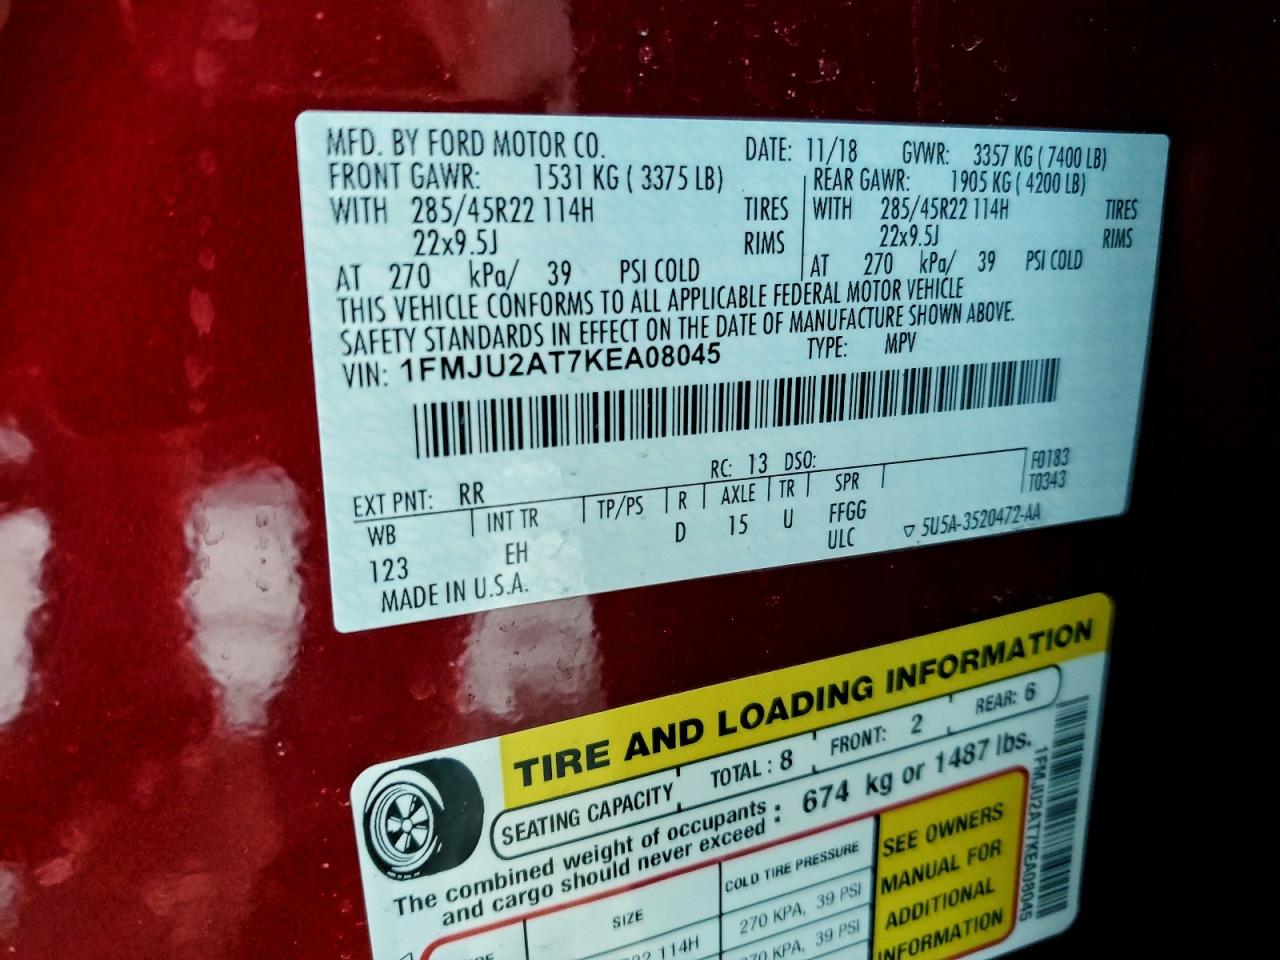 MFD. BY FORD MOTOR CO. DATE: 11/18 GVWR: 3357 KG ( 7400 LB)
FRONT GAWR: 1531 KG ( 3375 LB) REAR GAWR: 1905 KG ( 4200 LB)
WITH 285/45R22 114H TIRES WITH 285/45R22 114H TIRES
22x9.5J RIMS 22x9.5J RIMS
AT 270 kPa/ 39 PSI COLD AT 270 kPa/ 39 PSI COLD
THIS VEHICLE CONFORMS TO ALL APPLICABLE FEDERAL MOTOR VEHICLE
SAFETY STANDARDS IN EFFECT ON THE DATE OF MANUFACTURE SHOWN ABOVE.
VIN: 1FMJU2AT7KEA08045 TYPE: MPV
EXT PNT: RR RC: 13 DSO: F0183
WB INT TR TP/PS R AXLE TR SPR T0343
123 EH D 15 U FFGG
ULC ▽ 5U5A-3520472-AA
MADE IN U.S.A.
TIRE AND LOADING INFORMATION
SEATING CAPACITY TOTAL : 8 FRONT: 2 REAR: 6
The combined weight of occupants
and cargo should never exceed : 674 kg or 1487 lbs.
SIZE COLD TIRE PRESSURE
114H 270 KPA, 39 PSI
KPA, 39 PSI
SEE OWNERS
MANUAL FOR
ADDITIONAL
INFORMATION
1FMJU2AT7KEA08045